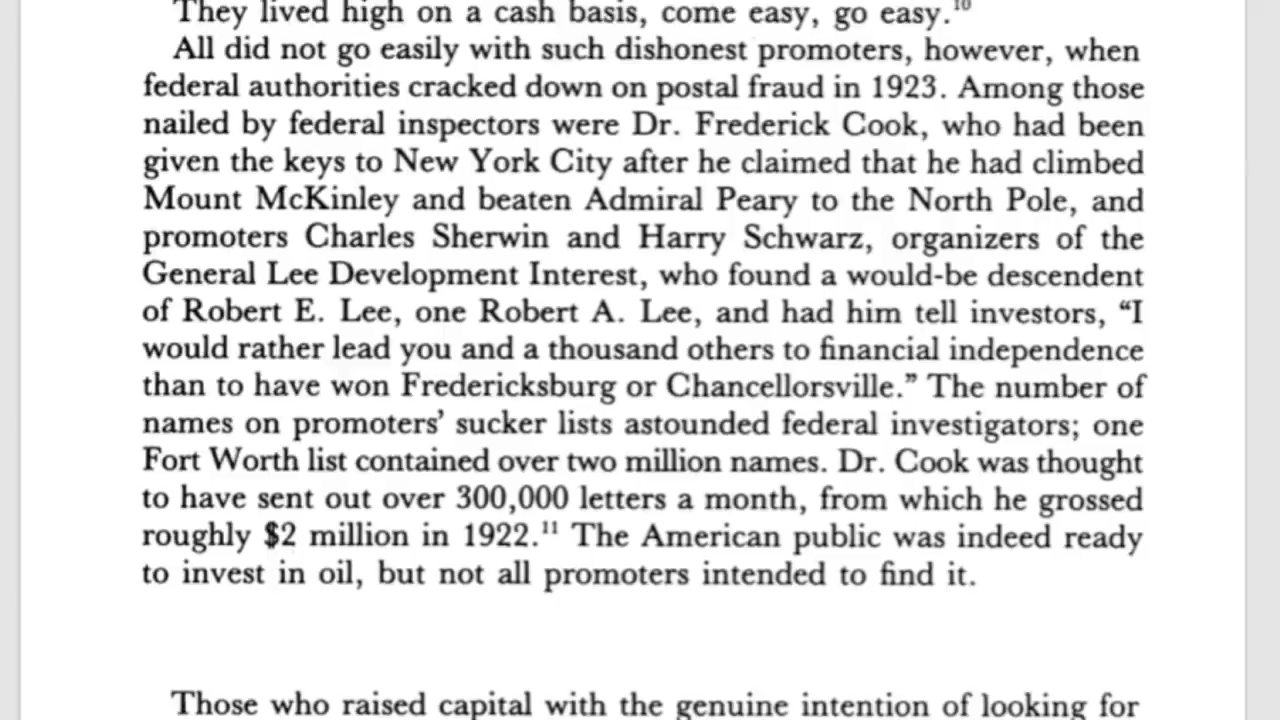 They lived high on a cash basis, come easy, go easy.¹⁰
All did not go easily with such dishonest promoters, however, when
federal authorities cracked down on postal fraud in 1923. Among those
nailed by federal inspectors were Dr. Frederick Cook, who had been
given the keys to New York City after he claimed that he had climbed
Mount McKinley and beaten Admiral Peary to the North Pole, and
promoters Charles Sherwin and Harry Schwarz, organizers of the
General Lee Development Interest, who found a would-be descendent
of Robert E. Lee, one Robert A. Lee, and had him tell investors, “I
would rather lead you and a thousand others to financial independence
than to have won Fredericksburg or Chancellorsville.” The number of
names on promoters’ sucker lists astounded federal investigators; one
Fort Worth list contained over two million names. Dr. Cook was thought
to have sent out over 300,000 letters a month, from which he grossed
roughly $2 million in 1922.¹¹ The American public was indeed ready
to invest in oil, but not all promoters intended to find it.
Those who raised capital with the genuine intention of looking for